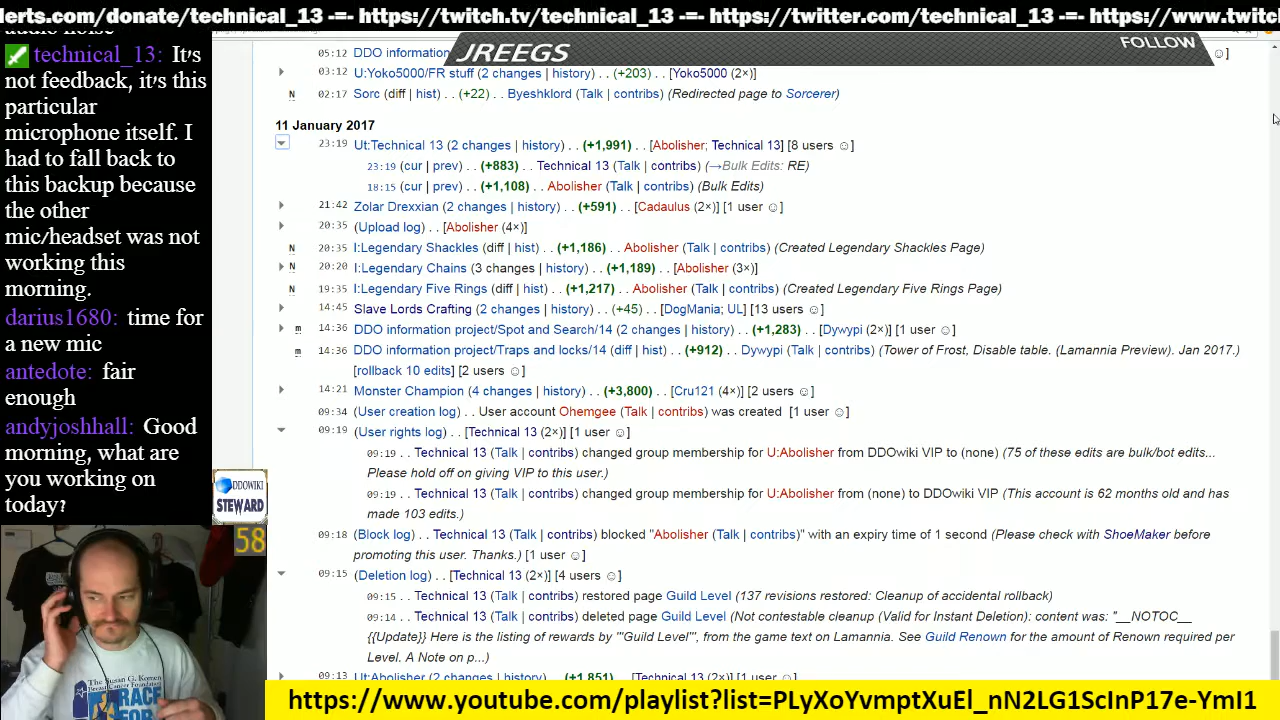 erts.com/donate/technical_13 -=- https://twitch.tv/technical_13 -=- https://twitter.com/technical_13 -=- https://www.twitc
technical_13: It's
not feedback, it's this
particular
microphone itself. I
had to fall back to
this backup because
the other
mic/headset was not
working this
morning.
darius1680: time for
a new mic
antedote: fair
enough
andyjoshhall: Good
morning, what are
you working on
today?
DDOWIKI
STEWARD
58
JREEGS
FOLLOW
05:12 DDO information
03:12 U:Yoko5000/FR stuff (2 changes | history) . . (+203) . . [Yoko5000 (2×)]
N 02:17 Sorc (diff | hist) . . (+22) . . Byeshklord (Talk | contribs) (Redirected page to Sorcerer)
11 January 2017
23:19 Ut:Technical 13 (2 changes | history) . . (+1,991) . . [Abolisher; Technical 13] [8 users ☺]
23:19 (cur | prev) . . (+883) . . Technical 13 (Talk | contribs) (→Bulk Edits: RE)
18:15 (cur | prev) . . (+1,108) . . Abolisher (Talk | contribs) (Bulk Edits)
21:42 Zolar Drexxian (2 changes | history) . . (+591) . . [Cadaulus (2×)] [1 user ☺]
20:35 (Upload log) . . [Abolisher (4×)]
N 20:35 I:Legendary Shackles (diff | hist) . . (+1,186) . . Abolisher (Talk | contribs) (Created Legendary Shackles Page)
N 20:20 I:Legendary Chains (3 changes | history) . . (+1,189) . . [Abolisher (3×)]
N 19:35 I:Legendary Five Rings (diff | hist) . . (+1,217) . . Abolisher (Talk | contribs) (Created Legendary Five Rings Page)
14:45 Slave Lords Crafting (2 changes | history) . . (+45) . . [DogMania; UL] [13 users ☺]
m 14:36 DDO information project/Spot and Search/14 (2 changes | history) . . (+1,283) . . [Dywypi (2×)] [1 user ☺]
m 14:36 DDO information project/Traps and locks/14 (diff | hist) . . (+912) . . Dywypi (Talk | contribs) (Tower of Frost, Disable table. (Lamannia Preview). Jan 2017.)
[rollback 10 edits] [2 users ☺]
14:21 Monster Champion (4 changes | history) . . (+3,800) . . [Cru121 (4×)] [2 users ☺]
09:34 (User creation log) . . User account Ohemgee (Talk | contribs) was created [1 user ☺]
09:19 (User rights log) . . [Technical 13 (2×)] [1 user ☺]
09:19 . . Technical 13 (Talk | contribs) changed group membership for U:Abolisher from DDOwiki VIP to (none) (75 of these edits are bulk/bot edits...
Please hold off on giving VIP to this user.)
09:19 . . Technical 13 (Talk | contribs) changed group membership for U:Abolisher from (none) to DDOwiki VIP (This account is 62 months old and has
made 103 edits.)
09:18 (Block log) . . Technical 13 (Talk | contribs) blocked "Abolisher (Talk | contribs)" with an expiry time of 1 second (Please check with ShoeMaker before
promoting this user. Thanks.) [1 user ☺]
09:15 (Deletion log) . . [Technical 13 (2×)] [4 users ☺]
09:15 . . Technical 13 (Talk | contribs) restored page Guild Level (137 revisions restored: Cleanup of accidental rollback)
09:14 . . Technical 13 (Talk | contribs) deleted page Guild Level (Not contestable cleanup (Valid for Instant Deletion): content was: "__NOTOC__
{{Update}} Here is the listing of rewards by '''Guild Level''', from the game text on Lamannia. See Guild Renown for the amount of Renown required per
Level. A Note on p...)
09:13 Ut:Abolisher (2 changes | history) . . (+1,851) . . [Technical 13 (2×)]
https://www.youtube.com/playlist?list=PLyXoYvmptXuEl_nN2LG1ScInP17e-YmI1